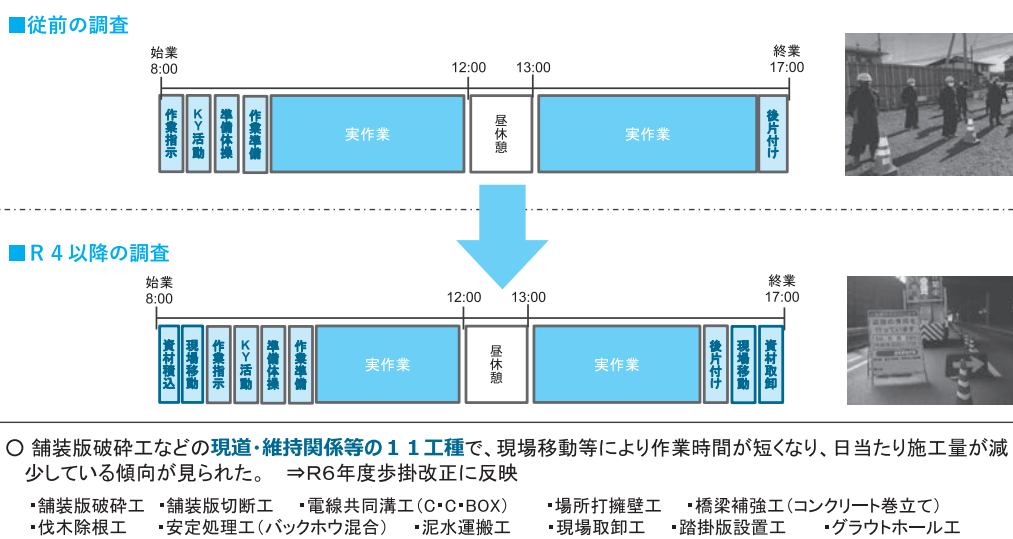 ■従前の調査
始業
8:00
12:00
13:00
終業
17:00
作業指示
ＫＹ活動
準備体操
作業準備
実作業
昼休憩
実作業
後片付け
■Ｒ４以降の調査
始業
8:00
12:00
13:00
終業
17:00
資材積込
現場移動
作業指示
ＫＹ活動
準備体操
作業準備
実作業
昼休憩
実作業
後片付け
現場移動
資材取卸
○ 舗装版破砕工などの現道・維持関係等の１１工種で、現場移動等により作業時間が短くなり、日当たり施工量が減
少している傾向が見られた。 ⇒R6年度歩掛改正に反映
・舗装版破砕工 ・舗装版切断工 ・電線共同溝工(C・C・BOX) ・場所打擁壁工 ・橋梁補強工(コンクリート巻立て)
・伐木除根工 ・安定処理工(バックホウ混合) ・泥水運搬工 ・現場取卸工 ・踏掛版設置工 ・グラウトホール工